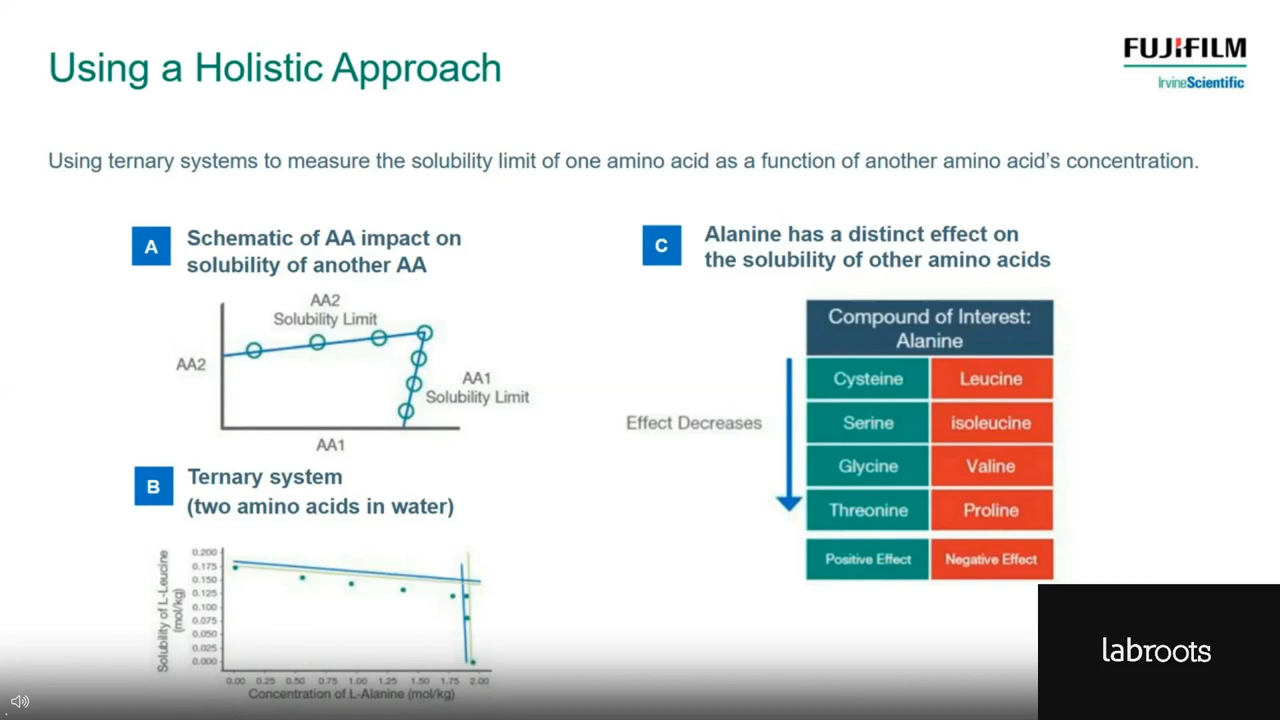 Using a Holistic Approach
FUJIFILM
IrvineScientific
Using ternary systems to measure the solubility limit of one amino acid as a function of another amino acid's concentration.
A
Schematic of AA impact on
solubility of another AA
AA2
Solubility Limit
AA2
AA1
Solubility Limit
AA1
B
Ternary system
(two amino acids in water)
Solubility of L-Leucine
(mol/kg)
0.200
0.175
0.150
0.125
0.100
0.075
0.050
0.025
0.000
0.00 0.25 0.50 0.75 1.00 1.25 1.50 1.75 2.00
Concentration of L-Alanine (mol/kg)
C
Alanine has a distinct effect on
the solubility of other amino acids
Compound of Interest:
Alanine
Effect Decreases
Cysteine Leucine
Serine isoleucine
Glycine Valine
Threonine Proline
Positive Effect Negative Effect
labroots